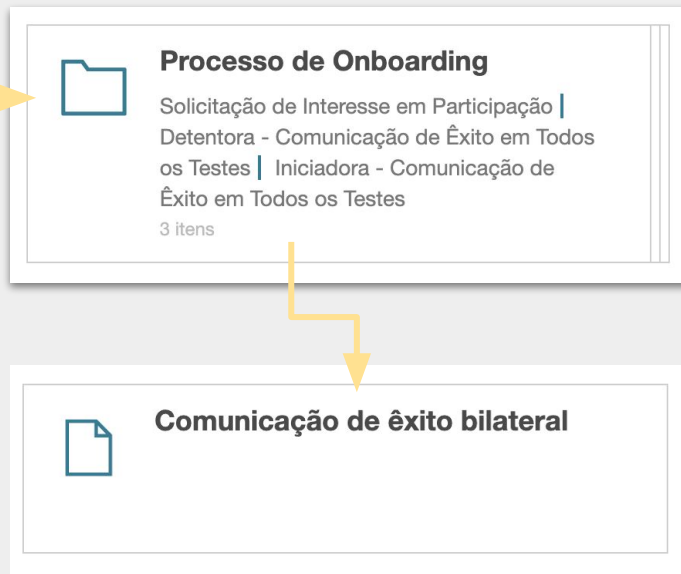 Processo de Onboarding
Solicitação de Interesse em Participação |
Detentora - Comunicação de Êxito em Todos
os Testes | Iniciadora - Comunicação de
Êxito em Todos os Testes
3 itens
Comunicação de êxito bilateral